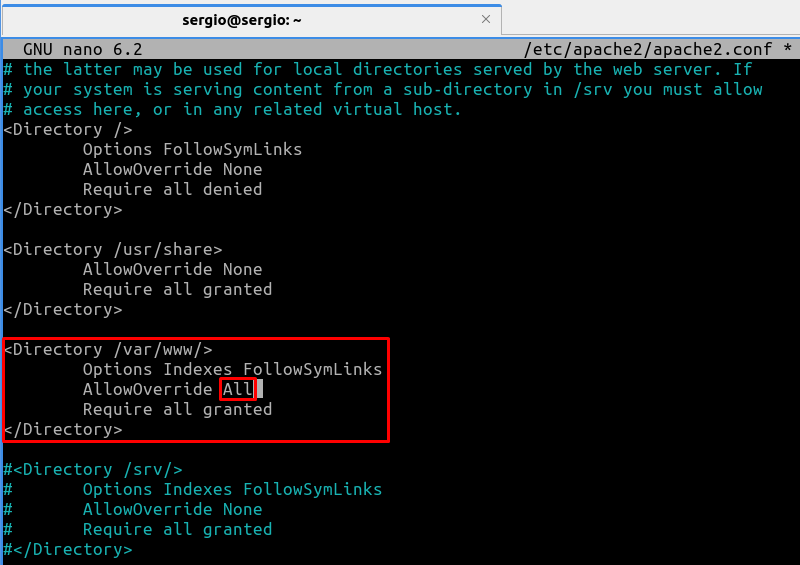 sergio@sergio: ~ ×
GNU nano 6.2 /etc/apache2/apache2.conf *
# the latter may be used for local directories served by the web server. If
# your system is serving content from a sub-directory in /srv you must allow
# access here, or in any related virtual host.
<Directory />
        Options FollowSymLinks
        AllowOverride None
        Require all denied
</Directory>

<Directory /usr/share>
        AllowOverride None
        Require all granted
</Directory>

<Directory /var/www/>
        Options Indexes FollowSymLinks
        AllowOverride All
        Require all granted
</Directory>

#<Directory /srv/>
#       Options Indexes FollowSymLinks
#       AllowOverride None
#       Require all granted
#</Directory>